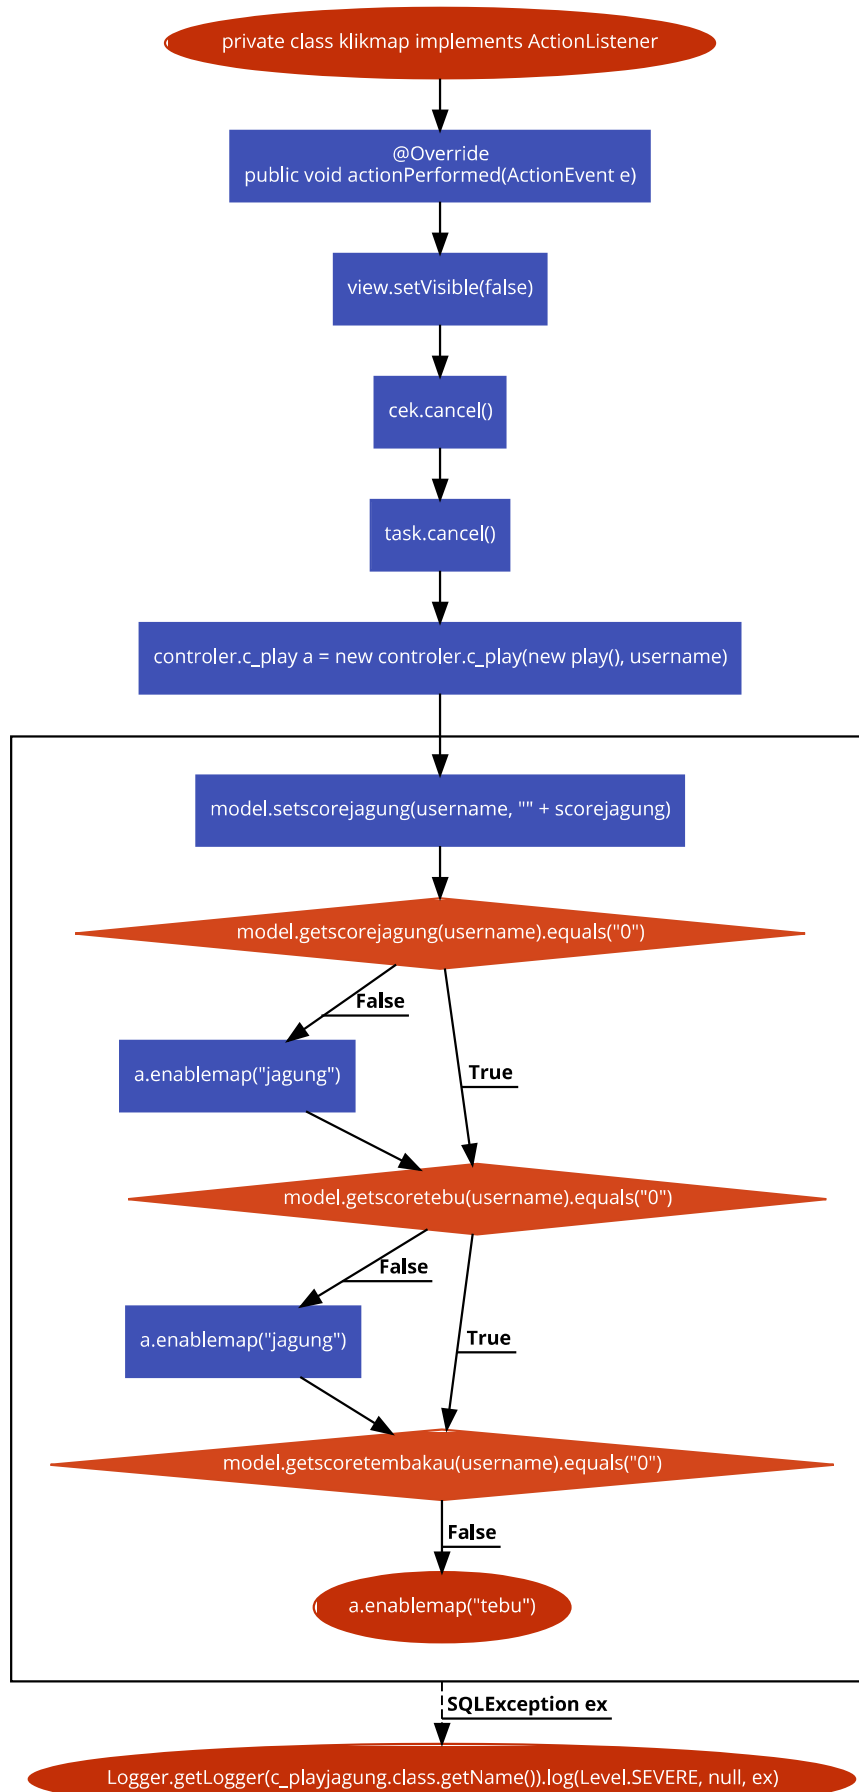 private class klikmap implements ActionListener
@Override
public void actionPerformed(ActionEvent e)
view.setVisible(false)
cek.cancel()
task.cancel()
controler.c_play a = new controler.c_play(new play(), username)
model.setscorejagung(username, "" + scorejagung)
model.getscorejagung(username).equals("0")
False
a.enablemap("jagung")
True
model.getscoretebu(username).equals("0")
False
a.enablemap("jagung")
True
model.getscoretembakau(username).equals("0")
False
a.enablemap("tebu")
SQLException ex
Logger.getLogger(c_playjagung.class.getName()).log(Level.SEVERE, null, ex)